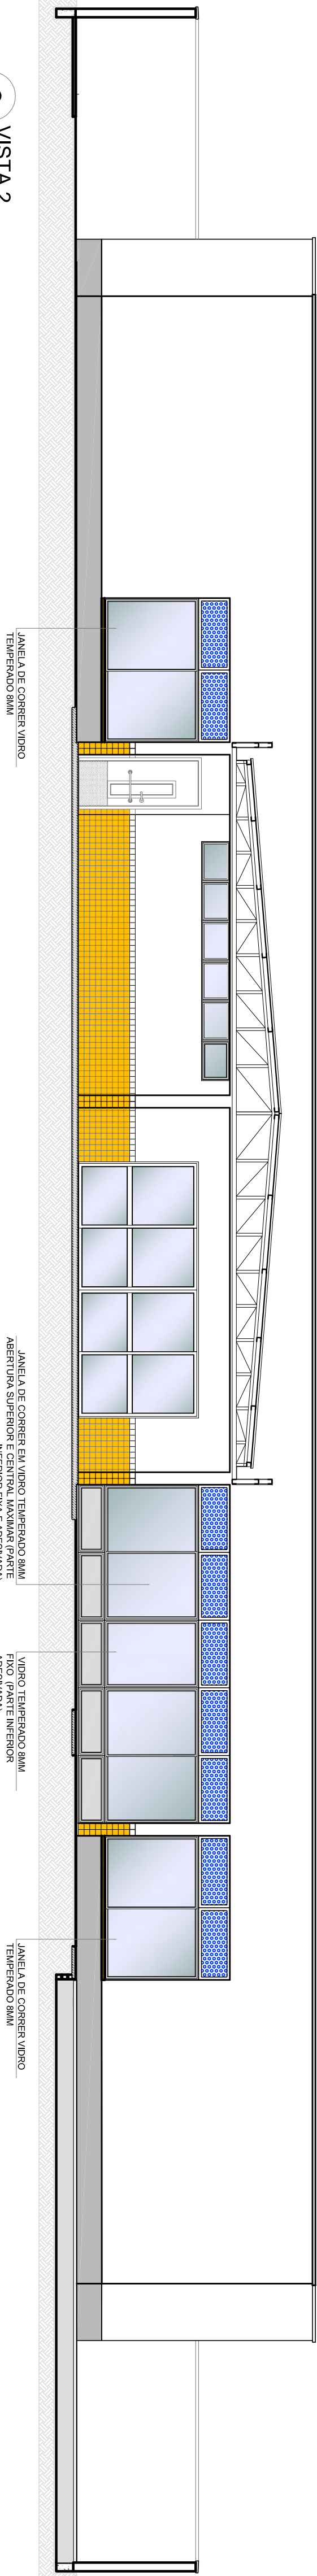 VISTA 2
JANELA DE CORRER VIDRO
TEMPERADO 8MM
JANELA DE CORRER EM VIDRO TEMPERADO 8MM
ABERTURA SUPERIOR E CENTRAL MAXIMAR (PARTE
VIDRO TEMPERADO 8MM
FIXO (PARTE INFERIOR
JANELA DE CORRER VIDRO
TEMPERADO 8MM